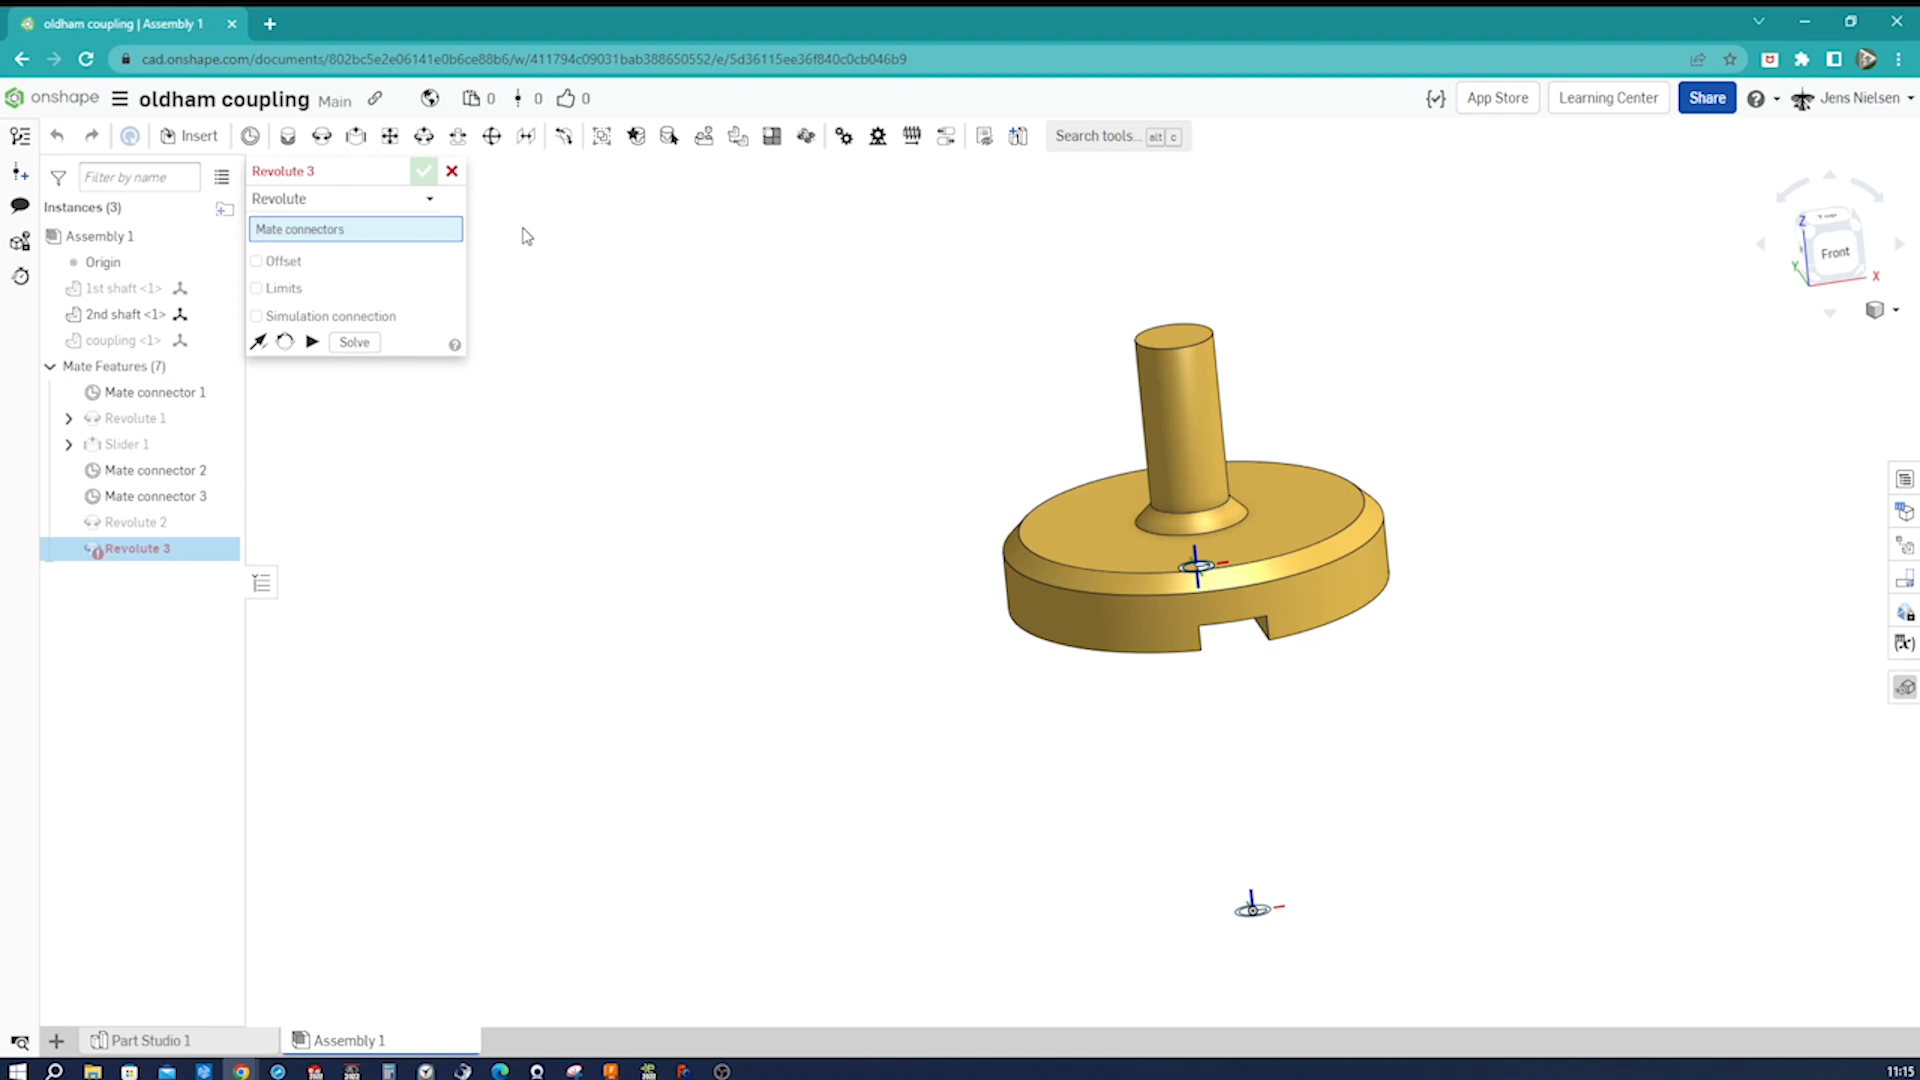 oldham coupling | Assembly 1
cad.onshape.com/documents/802bc5e2e06141e0b6ce88b6/w/411794c09031bab388650552/e/5d36115ee36f840c0cb046b9
onshape oldham coupling Main 0 0 0 App Store Learning Center Share Jens Nielsen
Insert Search tools... alt c
Filter by name
Instances (3)
Assembly 1
Origin
1st shaft <1>
2nd shaft <1>
coupling <1>
Mate Features (7)
Mate connector 1
Revolute 1
Slider 1
Mate connector 2
Mate connector 3
Revolute 2
Revolute 3
Revolute 3
Revolute
Mate connectors
Offset
Limits
Simulation connection
Solve
Z
Front
Y
X
Part Studio 1
Assembly 1
11:15